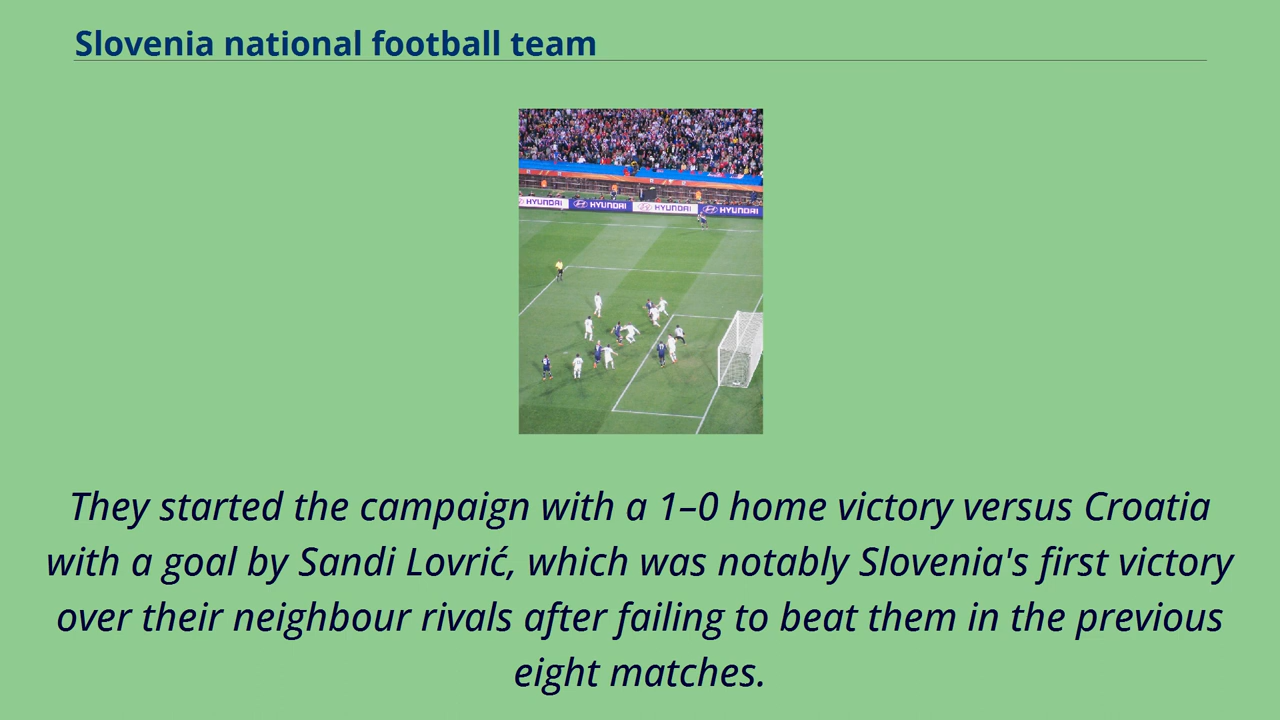 Slovenia national football team
HYUNDAI HYUNDAI HYUNDAI HYUNDAI
They started the campaign with a 1–0 home victory versus Croatia
with a goal by Sandi Lovrić, which was notably Slovenia's first victory
over their neighbour rivals after failing to beat them in the previous
eight matches.